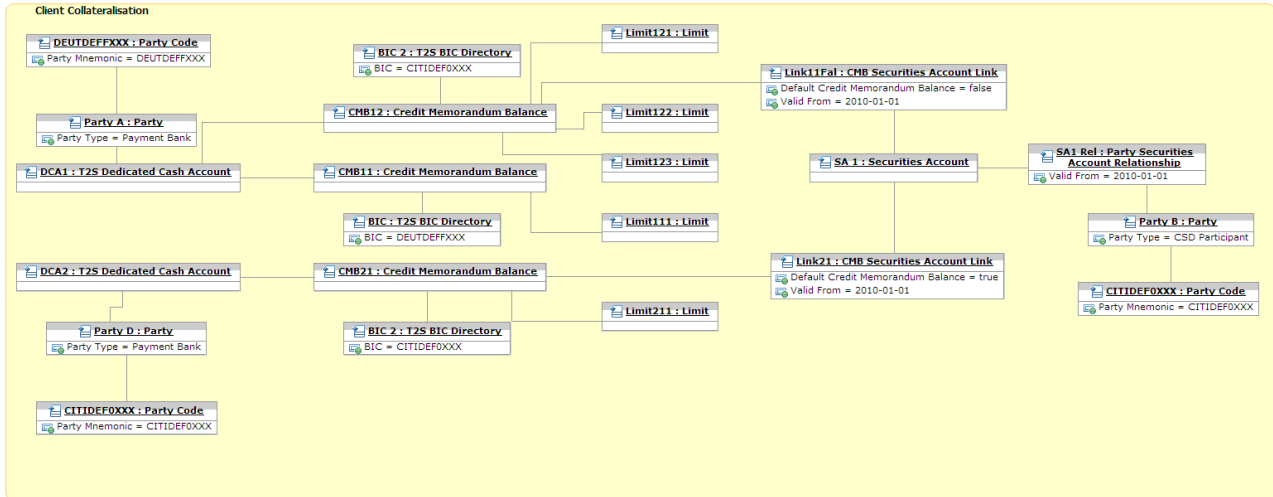 Client Collateralisation
DEUTDEFFXXX : Party Code
Party Mnemonic = DEUTDEFFXXX
BIC 2 : T2S BIC Directory
BIC = CITIDEF0XXX
Limit121 : Limit
Link11Fal : CMB Securities Account Link
Default Credit Memorandum Balance = false
Valid From = 2010-01-01
Party A : Party
Party Type = Payment Bank
CMB12 : Credit Memorandum Balance
Limit122 : Limit
DCA1 : T2S Dedicated Cash Account
CMB11 : Credit Memorandum Balance
Limit123 : Limit
SA 1 : Securities Account
SA1 Rel : Party Securities
Account Relationship
Valid From = 2010-01-01
BIC : T2S BIC Directory
BIC = DEUTDEFFXXX
Limit111 : Limit
Party B : Party
Party Type = CSD Participant
DCA2 : T2S Dedicated Cash Account
CMB21 : Credit Memorandum Balance
Link21 : CMB Securities Account Link
Default Credit Memorandum Balance = true
Valid From = 2010-01-01
CITIDEF0XXX : Party Code
Party Mnemonic = CITIDEF0XXX
Limit211 : Limit
Party D : Party
Party Type = Payment Bank
BIC 2 : T2S BIC Directory
BIC = CITIDEF0XXX
CITIDEF0XXX : Party Code
Party Mnemonic = CITIDEF0XXX